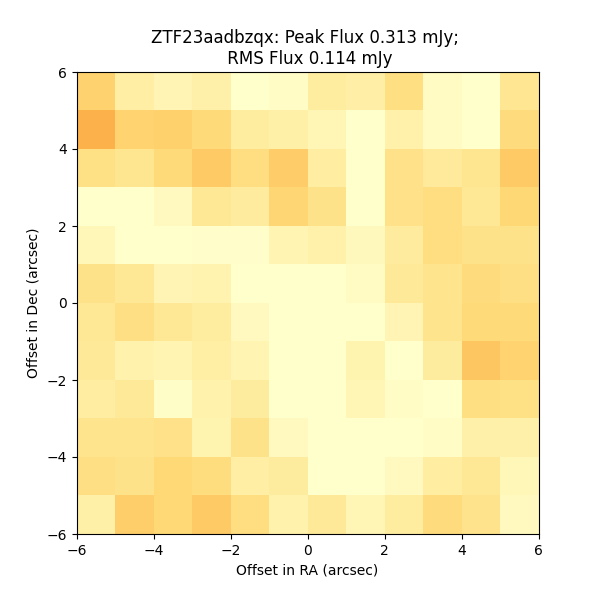 ZTF23aadbzqx: Peak Flux 0.313 mJy;
RMS Flux 0.114 mJy
6
4
2
0
−2
−4
−6
Offset in Dec (arcsec)
−6 −4 −2 0 2 4 6
Offset in RA (arcsec)